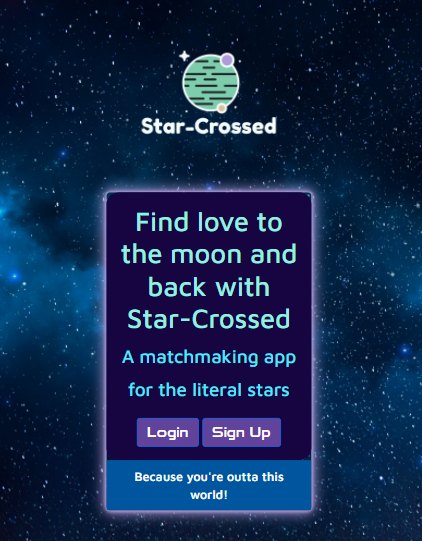 Star-Crossed
Find love to
the moon and
back with
Star-Crossed
A matchmaking app
for the literal stars
Login Sign Up
Because you're outta this
world!